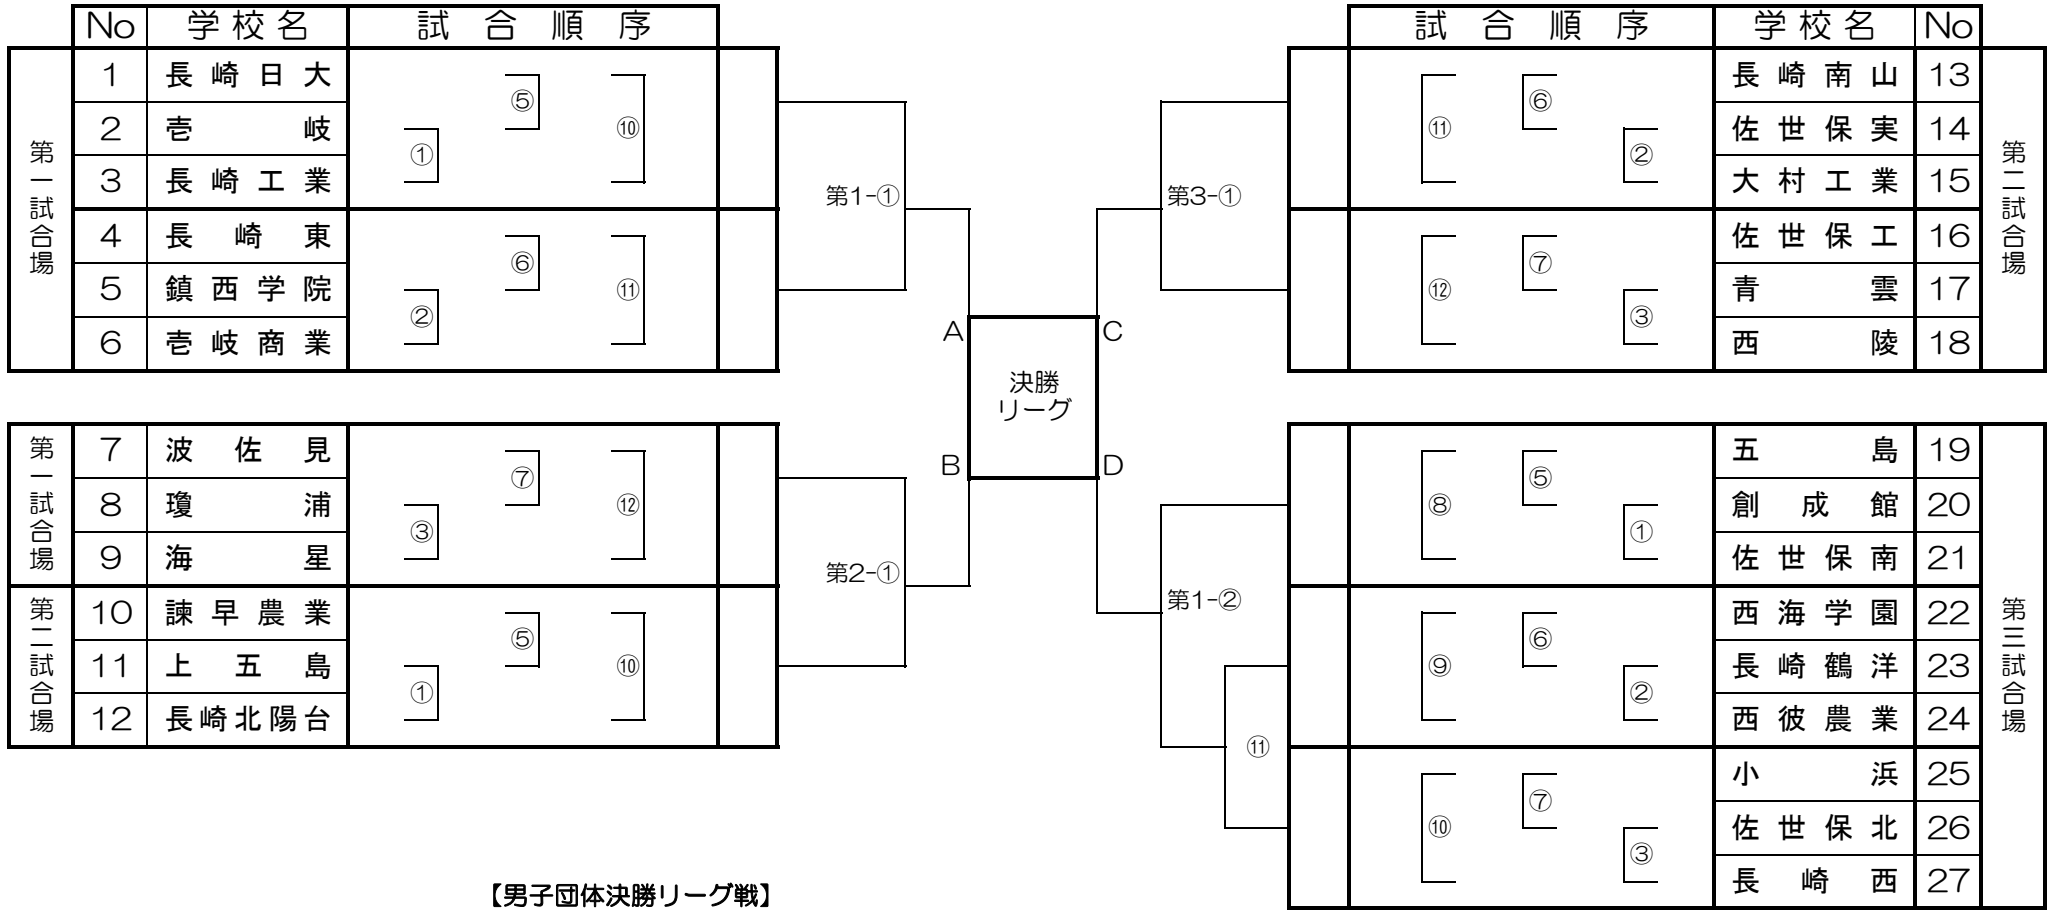 No 学校名 試合順序
第一試合場
1 長崎日大
2 壱岐
3 長崎工業
① ⑤ ⑩
4 長崎東
5 鎮西学院
6 壱岐商業
② ⑥ ⑪
第1-①
第一試合場
7 波佐見
8 瓊浦
9 海星
③ ⑦ ⑫
第二試合場
10 諫早農業
11 上五島
12 長崎北陽台
① ⑤ ⑩
第2-①
A
B
C
D
決勝
リーグ
試合順序 学校名 No
第二試合場
長崎南山 13
佐世保実 14
大村工業 15
⑪ ⑥ ②
佐世保工 16
青雲 17
西陵 18
⑫ ⑦ ③
第3-①
第三試合場
五島 19
創成館 20
佐世保南 21
⑧ ⑤ ①
西海学園 22
長崎鶴洋 23
西彼農業 24
⑨ ⑥ ②
小浜 25
佐世保北 26
長崎西 27
⑩ ⑦ ③
第1-②
⑪
【男子団体決勝リーグ戦】